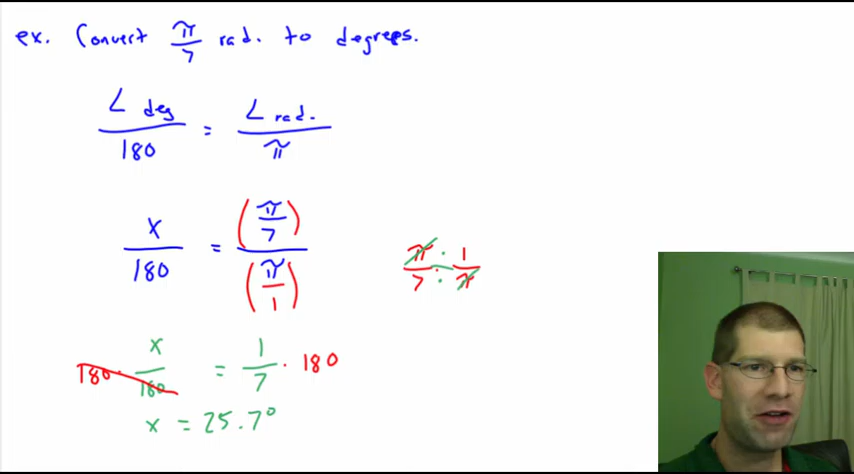 ex. Convert π/7 rad. to degrees.
∠ deg/180 = ∠ rad./π
x/180 = (π/7)/(π/1)
π/7 · 1/π
180 · x/180 = 1/7 · 180
x = 25.7°